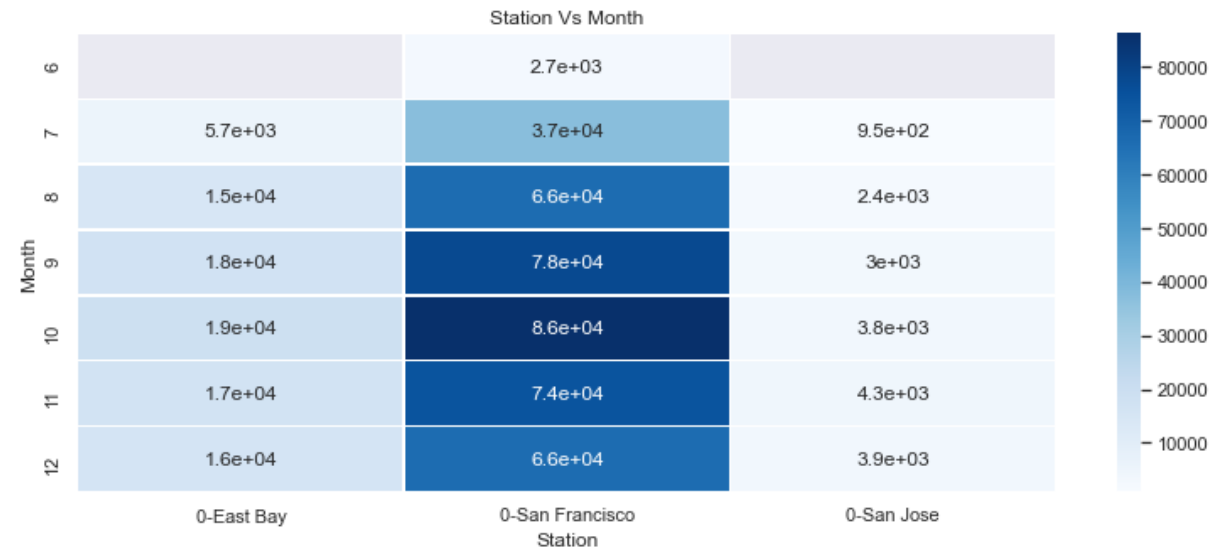 Station Vs Month
6 2.7e+03
7 5.7e+03 3.7e+04 9.5e+02
8 1.5e+04 6.6e+04 2.4e+03
9 1.8e+04 7.8e+04 3e+03
10 1.9e+04 8.6e+04 3.8e+03
11 1.7e+04 7.4e+04 4.3e+03
12 1.6e+04 6.6e+04 3.9e+03
Month
0-East Bay 0-San Francisco 0-San Jose
Station
80000
70000
60000
50000
40000
30000
20000
10000